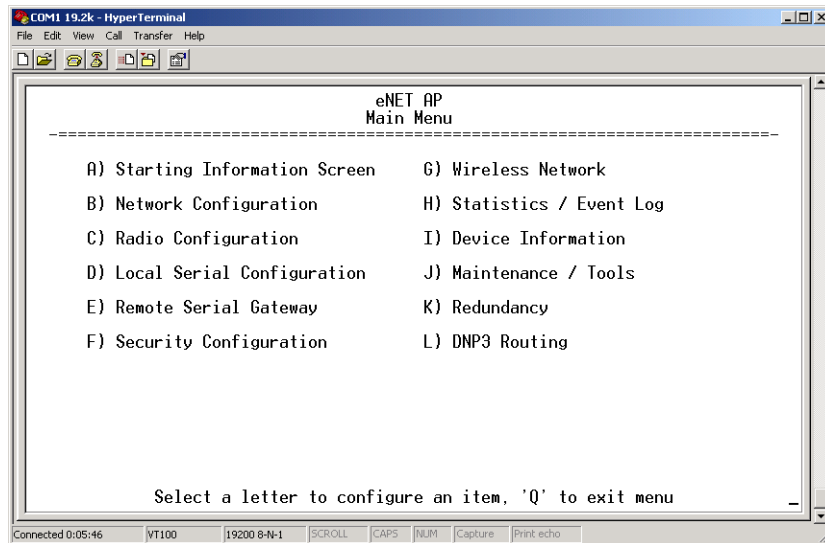 COM1 19.2k - HyperTerminal
File Edit View Call Transfer Help
eNET AP
Main Menu
-==========================================================================-
A) Starting Information Screen G) Wireless Network
B) Network Configuration H) Statistics / Event Log
C) Radio Configuration I) Device Information
D) Local Serial Configuration J) Maintenance / Tools
E) Remote Serial Gateway K) Redundancy
F) Security Configuration L) DNP3 Routing
Select a letter to configure an item, 'Q' to exit menu _
Connected 0:05:46 VT100 19200 8-N-1 SCROLL CAPS NUM Capture Print echo